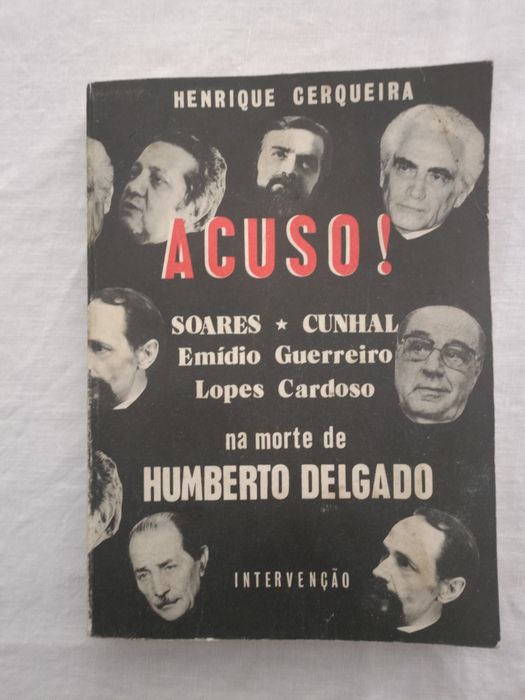 HENRIQUE CERQUEIRA
ACUSO!
SOARES ★ CUNHAL
Emídio Guerreiro
Lopes Cardoso
na morte de
HUMBERTO DELGADO
INTERVENÇÃO